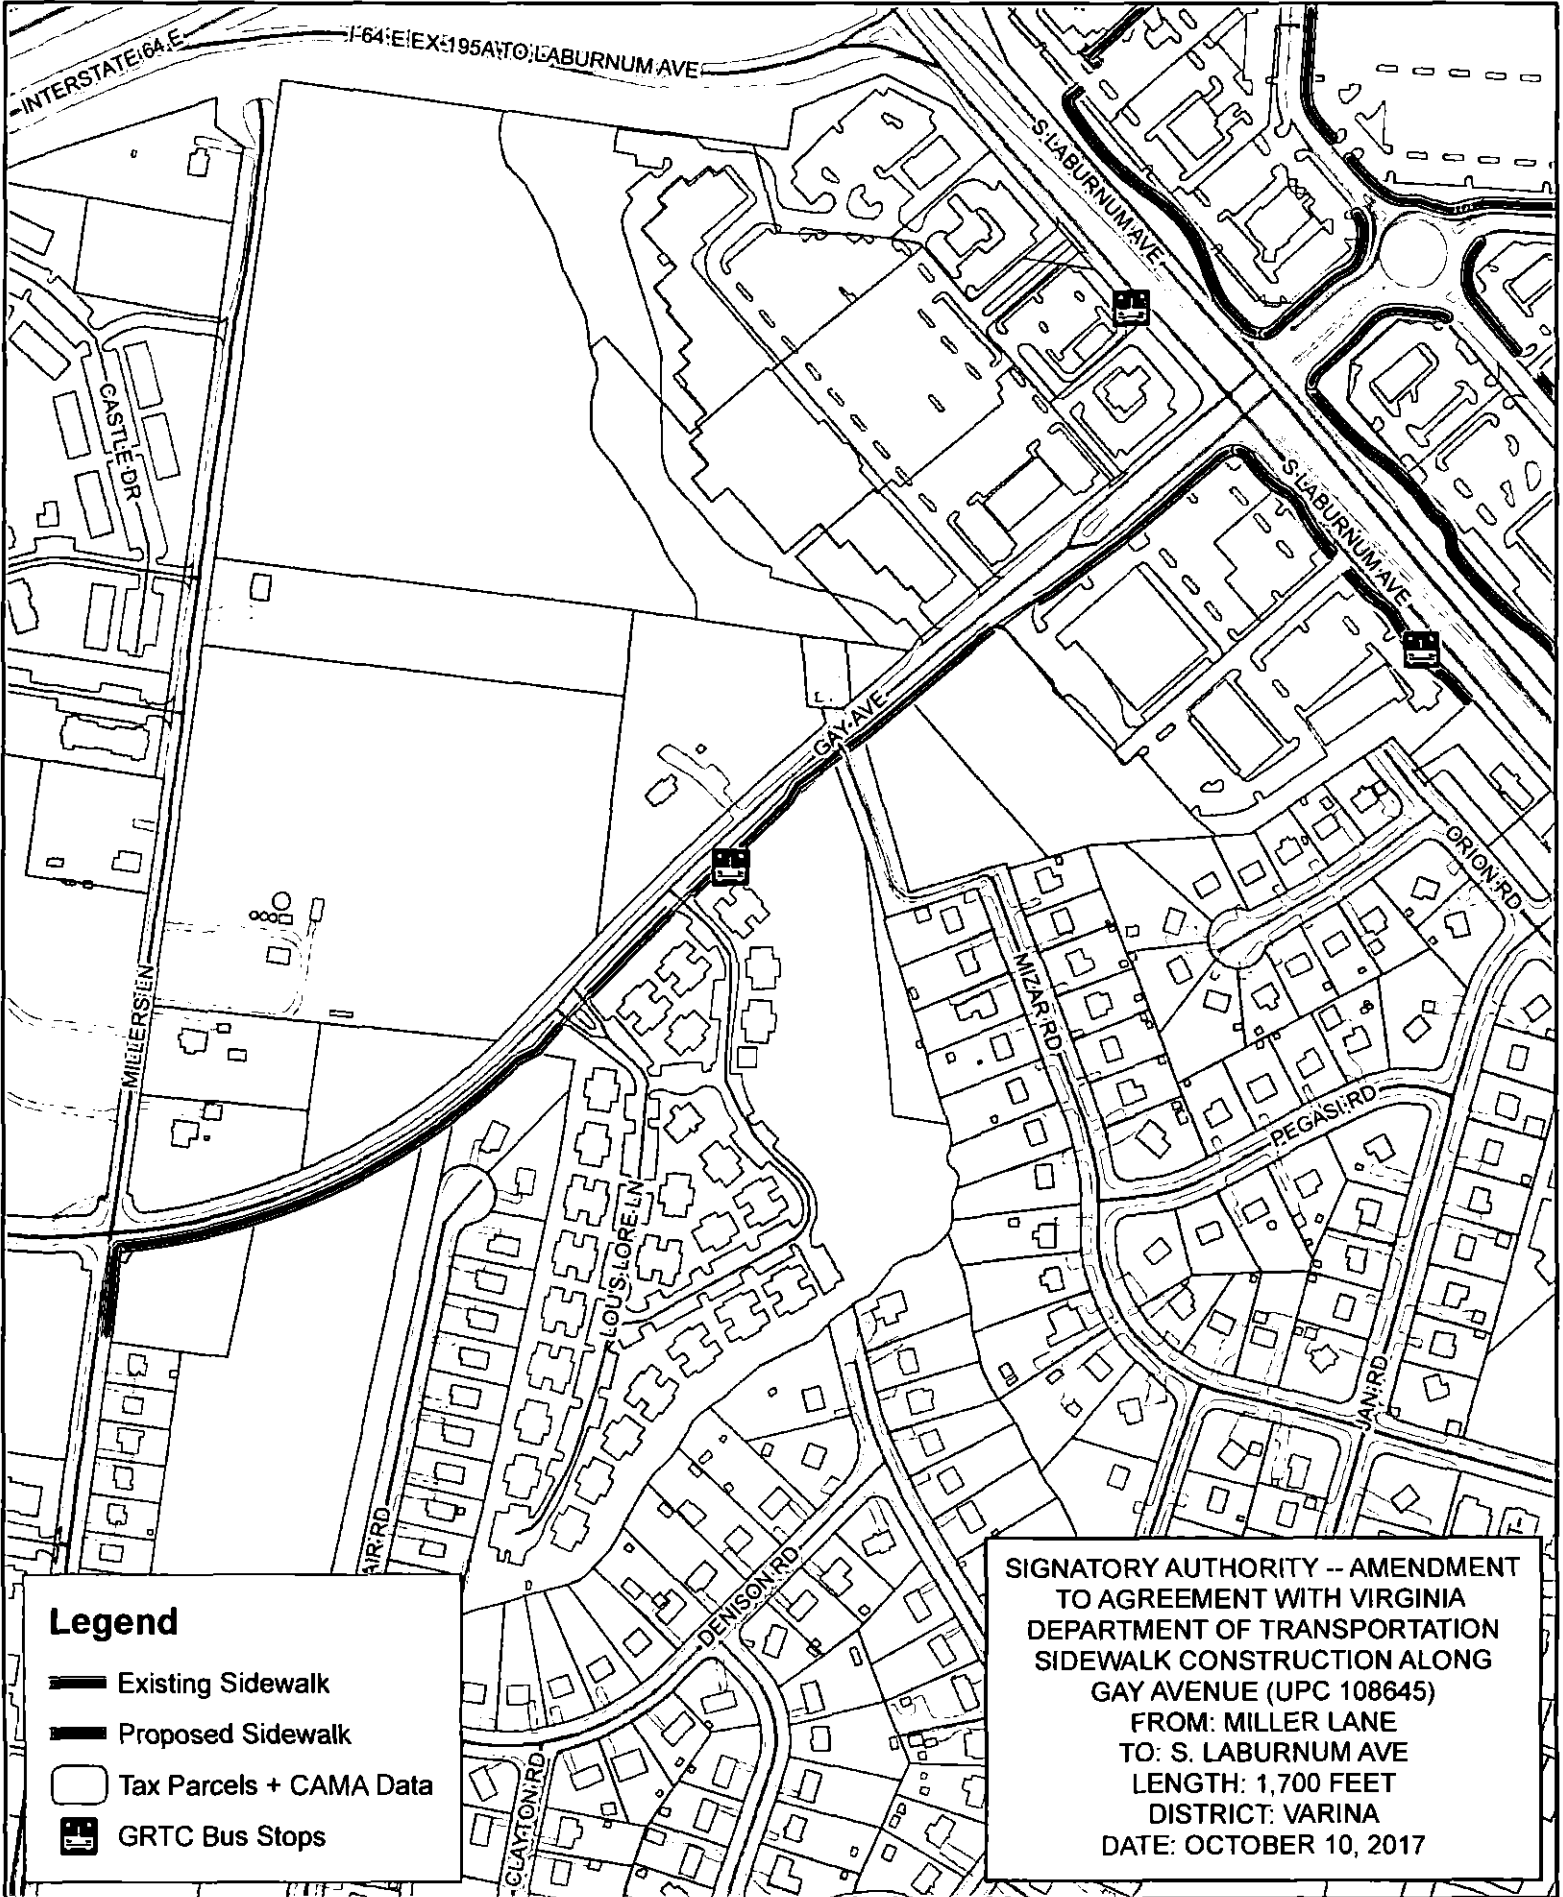 INTERSTATE 64 E
I-64 E EX-195A TO LABURNUM AVE
S LABURNUM AVE
CASTLE DR
S LABURNUM AVE
GAY AVE
ORION RD
MILLERS LN
MIZAR RD
PEGASI RD
LOUS LORE LN
JAN RD
AIR RD
DENISON RD
CLAYTON RD
Legend
Existing Sidewalk
Proposed Sidewalk
Tax Parcels + CAMA Data
GRTC Bus Stops
SIGNATORY AUTHORITY -- AMENDMENT
TO AGREEMENT WITH VIRGINIA
DEPARTMENT OF TRANSPORTATION
SIDEWALK CONSTRUCTION ALONG
GAY AVENUE (UPC 108645)
FROM: MILLER LANE
TO: S. LABURNUM AVE
LENGTH: 1,700 FEET
DISTRICT: VARINA
DATE: OCTOBER 10, 2017